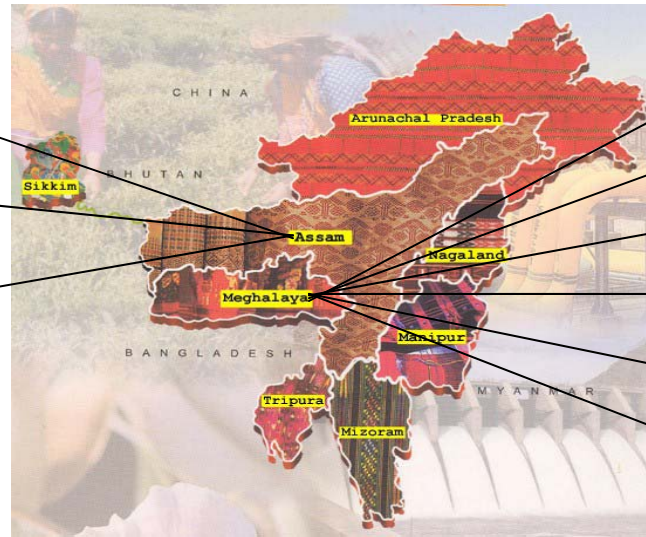 CHINA
Arunachal Pradesh
BHUTAN
Sikkim
Assam
Nagaland
Meghalaya
Manipur
BANGLADESH
MYANMAR
Tripura
Mizoram